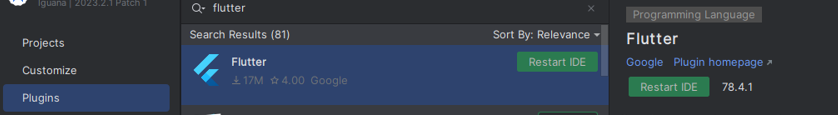 Iguana | 2023.2.1 Patch 1
Projects
Customize
Plugins
flutter
Search Results (81)
Sort By: Relevance
Flutter
17M 4.00 Google
Restart IDE
Programming Language
Flutter
Google Plugin homepage
Restart IDE 78.4.1